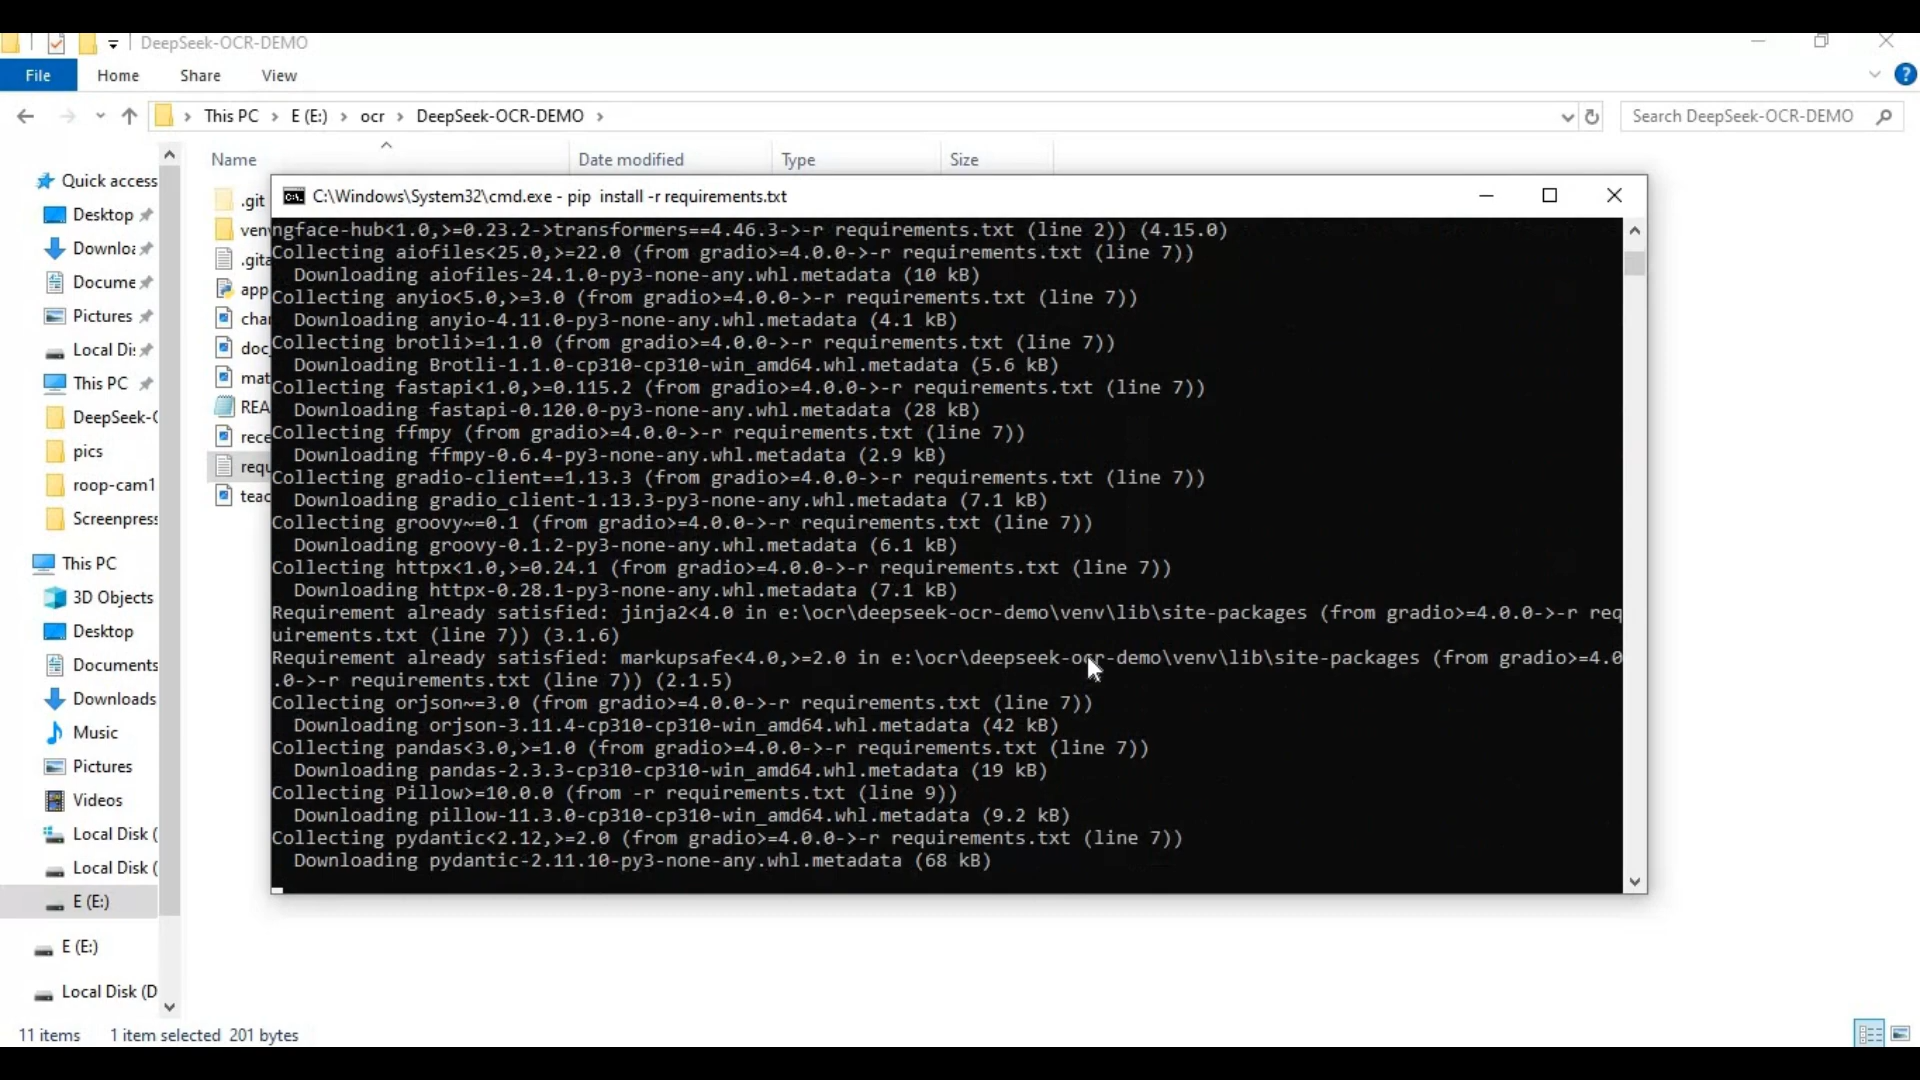 DeepSeek-OCR-DEMO
File Home Share View
This PC E (E:) ocr DeepSeek-OCR-DEMO
Search DeepSeek-OCR-DEMO
Name Date modified Type Size
Quick access
Desktop
Downloa
Docume
Pictures
Local Di
This PC
DeepSeek-
pics
roop-cam1
Screenpress
This PC
3D Objects
Desktop
Documents
Downloads
Music
Pictures
Videos
Local Disk (
Local Disk (
E (E:)
E (E:)
Local Disk (D
.git
ven
.gita
app
cha
doc
mat
REA
rece
requ
teac
C:\Windows\System32\cmd.exe - pip install -r requirements.txt
ngface-hub<1.0,>=0.23.2->transformers==4.46.3->-r requirements.txt (line 2)) (4.15.0)
Collecting aiofiles<25.0,>=22.0 (from gradio>=4.0.0->-r requirements.txt (line 7))
Downloading aiofiles-24.1.0-py3-none-any.whl.metadata (10 kB)
Collecting anyio<5.0,>=3.0 (from gradio>=4.0.0->-r requirements.txt (line 7))
Downloading anyio-4.11.0-py3-none-any.whl.metadata (4.1 kB)
Collecting brotli>=1.1.0 (from gradio>=4.0.0->-r requirements.txt (line 7))
Downloading Brotli-1.1.0-cp310-cp310-win_amd64.whl.metadata (5.6 kB)
Collecting fastapi<1.0,>=0.115.2 (from gradio>=4.0.0->-r requirements.txt (line 7))
Downloading fastapi-0.120.0-py3-none-any.whl.metadata (28 kB)
Collecting ffmpy (from gradio>=4.0.0->-r requirements.txt (line 7))
Downloading ffmpy-0.6.4-py3-none-any.whl.metadata (2.9 kB)
Collecting gradio-client==1.13.3 (from gradio>=4.0.0->-r requirements.txt (line 7))
Downloading gradio_client-1.13.3-py3-none-any.whl.metadata (7.1 kB)
Collecting groovy~=0.1 (from gradio>=4.0.0->-r requirements.txt (line 7))
Downloading groovy-0.1.2-py3-none-any.whl.metadata (6.1 kB)
Collecting httpx<1.0,>=0.24.1 (from gradio>=4.0.0->-r requirements.txt (line 7))
Downloading httpx-0.28.1-py3-none-any.whl.metadata (7.1 kB)
Requirement already satisfied: jinja2<4.0 in e:\ocr\deepseek-ocr-demo\venv\lib\site-packages (from gradio>=4.0.0->-r req
uirements.txt (line 7)) (3.1.6)
Requirement already satisfied: markupsafe<4.0,>=2.0 in e:\ocr\deepseek-ocr-demo\venv\lib\site-packages (from gradio>=4.0
.0->-r requirements.txt (line 7)) (2.1.5)
Collecting orjson~=3.0 (from gradio>=4.0.0->-r requirements.txt (line 7))
Downloading orjson-3.11.4-cp310-cp310-win_amd64.whl.metadata (42 kB)
Collecting pandas<3.0,>=1.0 (from gradio>=4.0.0->-r requirements.txt (line 7))
Downloading pandas-2.3.3-cp310-cp310-win_amd64.whl.metadata (19 kB)
Collecting Pillow>=10.0.0 (from -r requirements.txt (line 9))
Downloading pillow-11.3.0-cp310-cp310-win_amd64.whl.metadata (9.2 kB)
Collecting pydantic<2.12,>=2.0 (from gradio>=4.0.0->-r requirements.txt (line 7))
Downloading pydantic-2.11.10-py3-none-any.whl.metadata (68 kB)
11 items 1 item selected 201 bytes